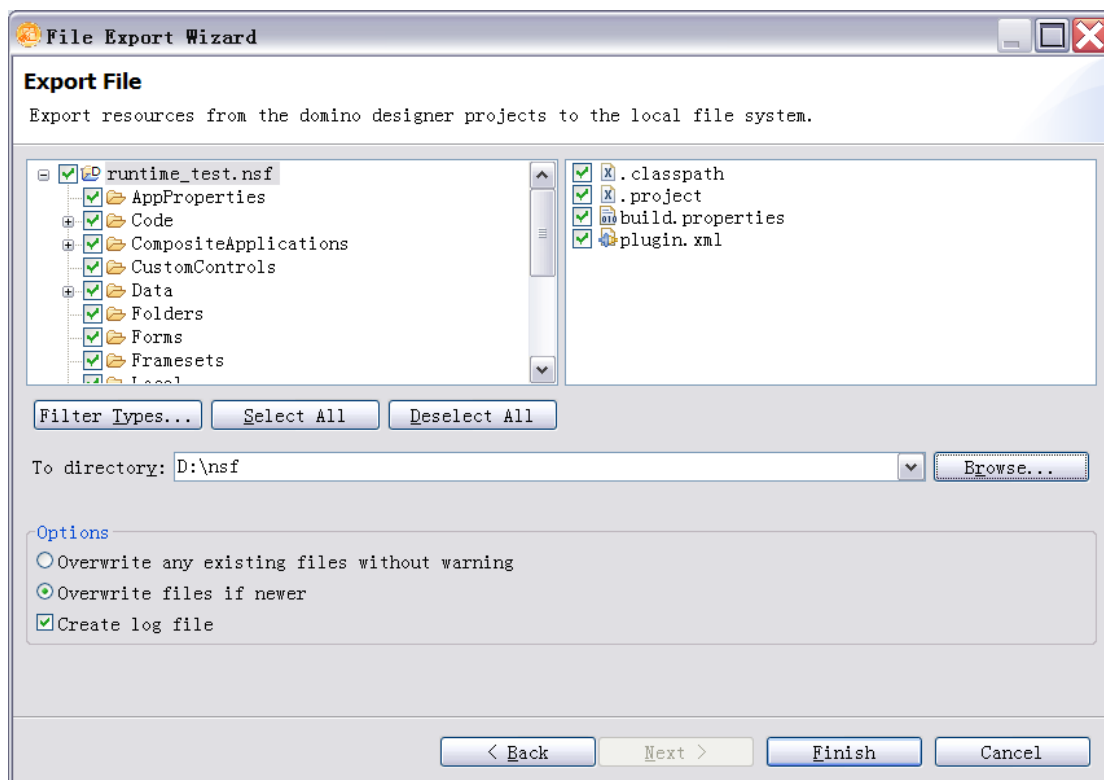 File Export Wizard
Export File
Export resources from the domino designer projects to the local file system.
runtime_test.nsf
AppProperties
Code
CompositeApplications
CustomControls
Data
Folders
Forms
Framesets
.classpath
.project
build.properties
plugin.xml
Filter Types... Select All Deselect All
To directory: D:\nsf Browse...
Options
Overwrite any existing files without warning
Overwrite files if newer
Create log file
< Back Next > Finish Cancel